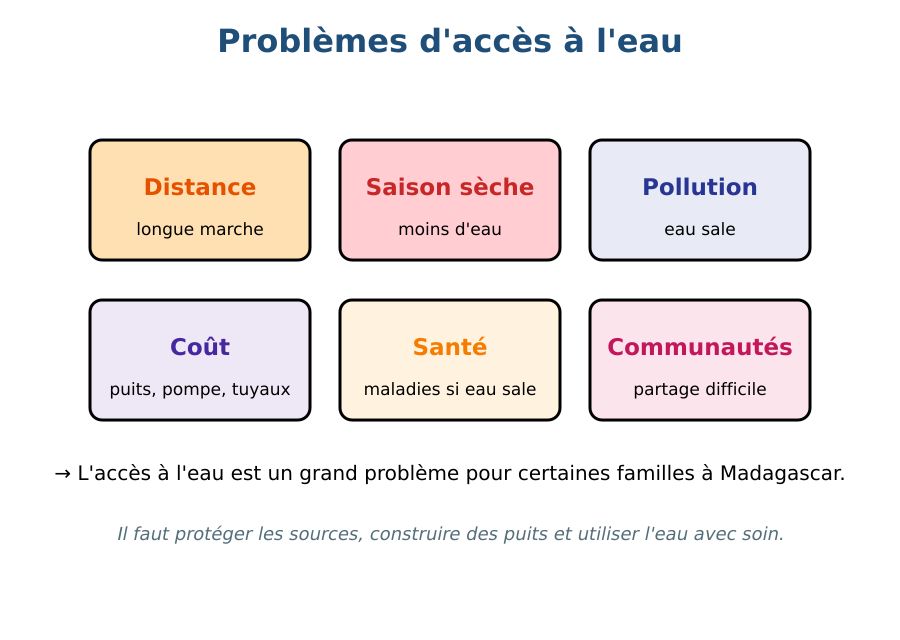 Problèmes d'accès à l'eau
Distance
longue marche
Saison sèche
moins d'eau
Pollution
eau sale
Coût
puits, pompe, tuyaux
Santé
maladies si eau sale
Communautés
partage difficile
→ L'accès à l'eau est un grand problème pour certaines familles à Madagascar.
Il faut protéger les sources, construire des puits et utiliser l'eau avec soin.